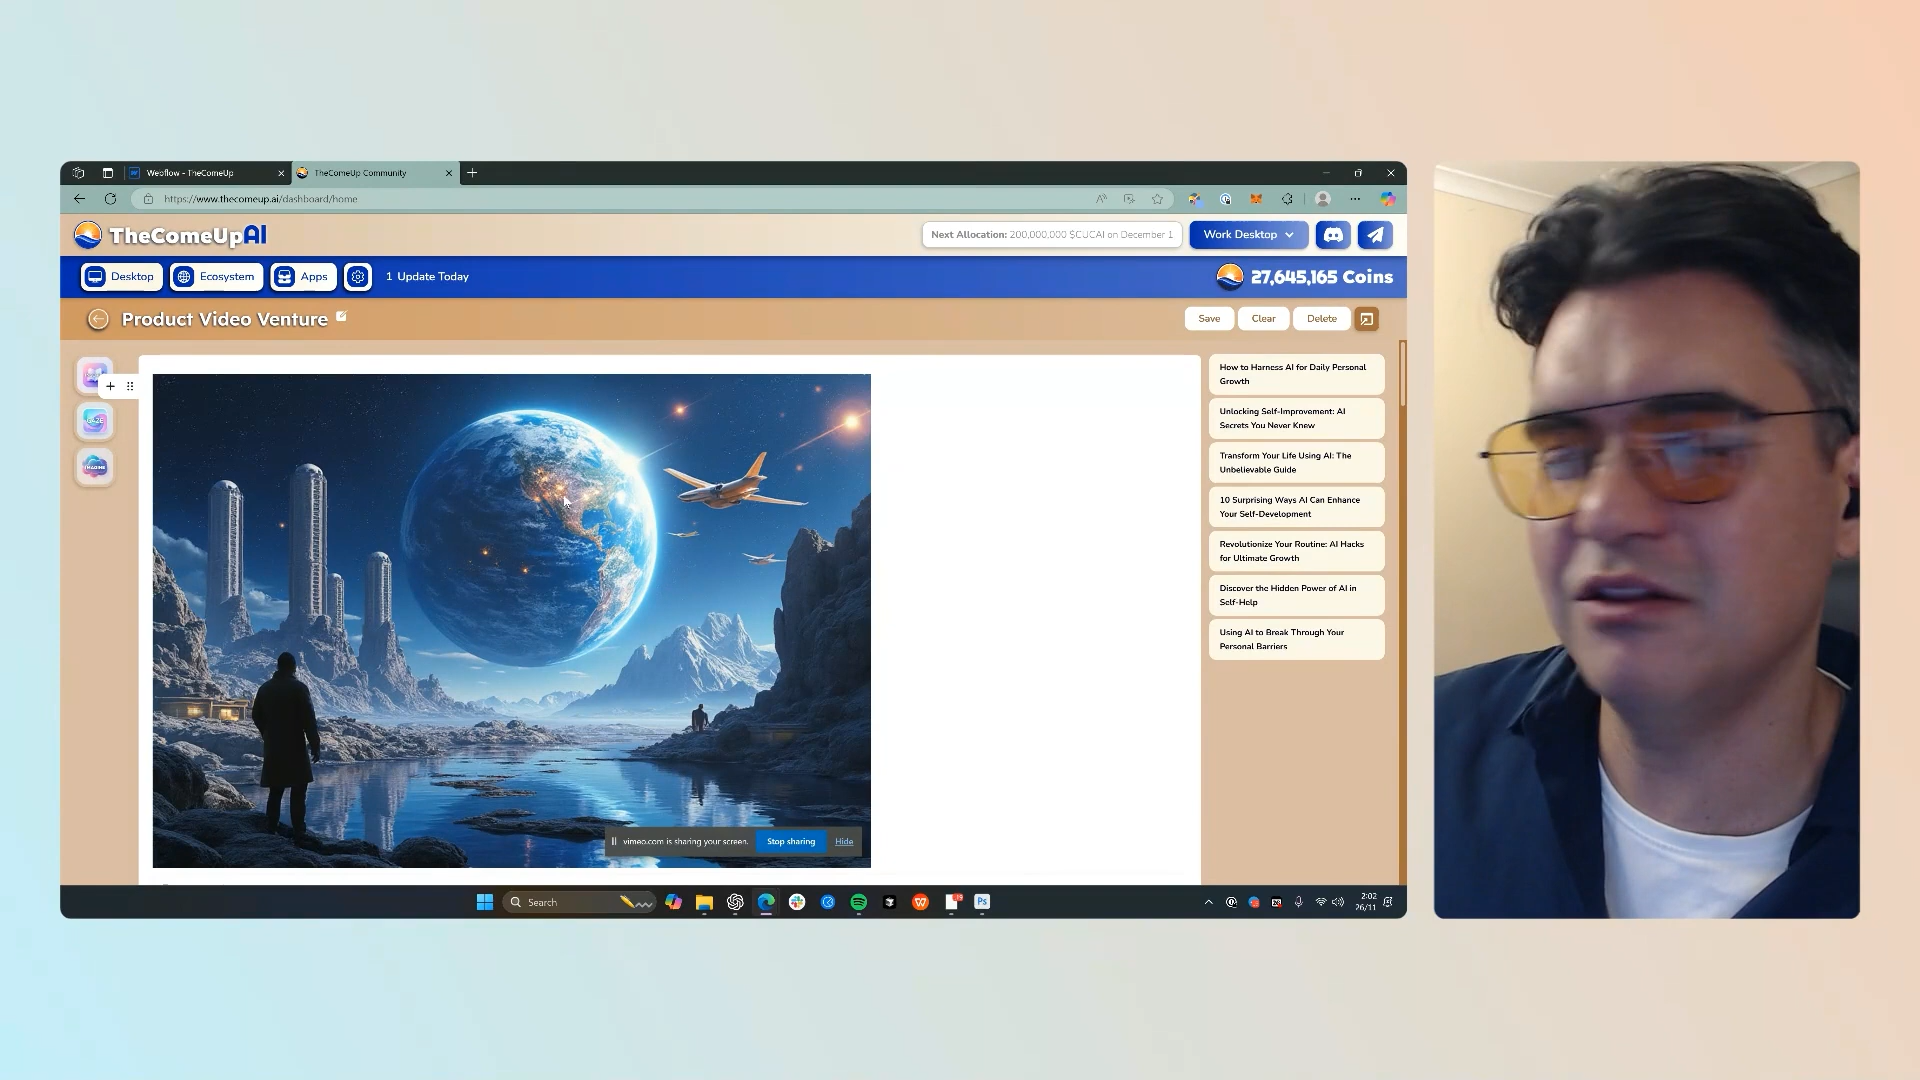 Webflow - TheComeUp
TheComeUp Community
https://www.thecomeup.ai/dashboard/home
TheComeUpAI
Next Allocation: 200,000,000 $CUCAI on December 1
Work Desktop
Desktop
Ecosystem
Apps
1 Update Today
27,645,165 Coins
Product Video Venture
Save
Clear
Delete
How to Harness AI for Daily Personal
Growth
Unlocking Self-Improvement: AI
Secrets You Never Knew
Transform Your Life Using AI: The
Unbelievable Guide
10 Surprising Ways AI Can Enhance
Your Self-Development
Revolutionize Your Routine: AI Hacks
for Ultimate Growth
Discover the Hidden Power of AI in
Self-Help
Using AI to Break Through Your
Personal Barriers
IMAGINE
vimeo.com is sharing your screen.
Stop sharing
Hide
Search
Ps
2:02
26/11